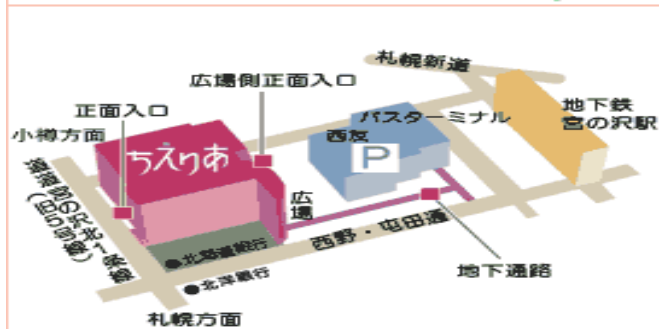 札幌新道
広場側正面入口
正面入口
小樽方面
ちえりあ
バスターミナル
西友
P
地下鉄
宮の沢駅
広場
西野・屯田通
地下通路
●北海道銀行
●北洋銀行
札幌方面